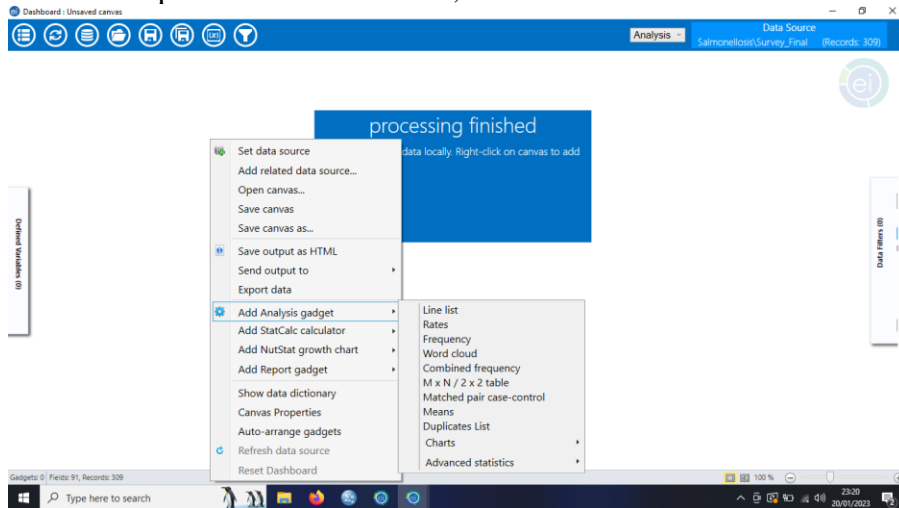 Dashboard : Unsaved canvas
Analysis
Data Source
Salmonellosis\Survey_Final (Records: 309)
ei
processing finished
data locally. Right-click on canvas to add
Set data source
Add related data source...
Open canvas...
Save canvas
Save canvas as...
Save output as HTML
Send output to
Export data
Add Analysis gadget
Add StatCalc calculator
Add NutStat growth chart
Add Report gadget
Show data dictionary
Canvas Properties
Auto-arrange gadgets
Refresh data source
Reset Dashboard
Line list
Rates
Frequency
Word cloud
Combined frequency
M x N / 2 x 2 table
Matched pair case-control
Means
Duplicates List
Charts
Advanced statistics
Defined Variables (0)
Data Filters (0)
Gadgets: 0 Fields: 91, Records: 309
100 %
Type here to search
23:20
20/01/2023